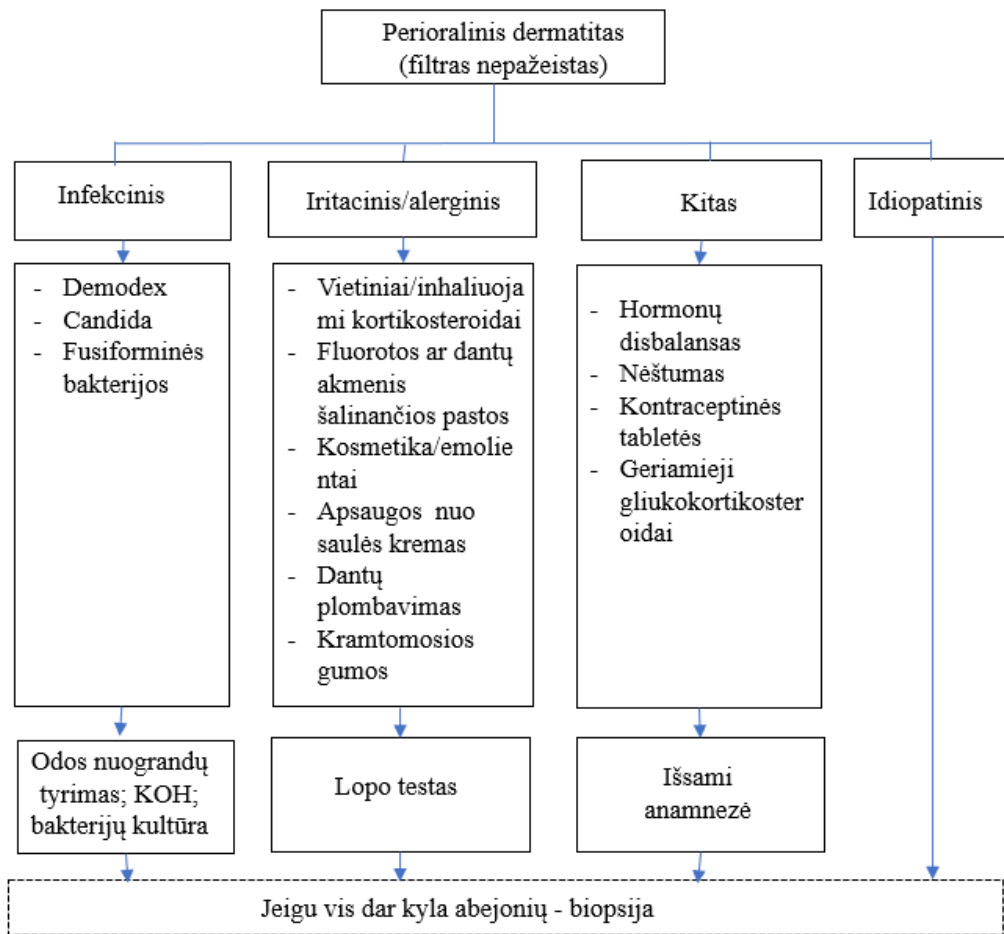 Perioralinis dermatitas
(filtras nepažeistas)
Infekcinis
Iritacinis/alerginis
Kitas
Idiopatinis
- Demodex
- Candida
- Fusiforminės
bakterijos
- Vietiniai/inhaliuoja
mi kortikosteroidai
- Fluorotos ar dantų
akmenis
šalinančios pastos
- Kosmetika/emolie
ntai
- Apsaugos nuo
saulės kremas
- Dantų
plombavimas
- Kramtomosios
gumos
- Hormonų
disbalansas
- Nėštumas
- Kontraceptinės
tabletės
- Geriamieji
gliukokortikoster
oidai
Odos nuograndų
tyrimas; KOH;
bakterijų kultūra
Lopo testas
Išsami
anamnezė
Jeigu vis dar kyla abejonių - biopsija